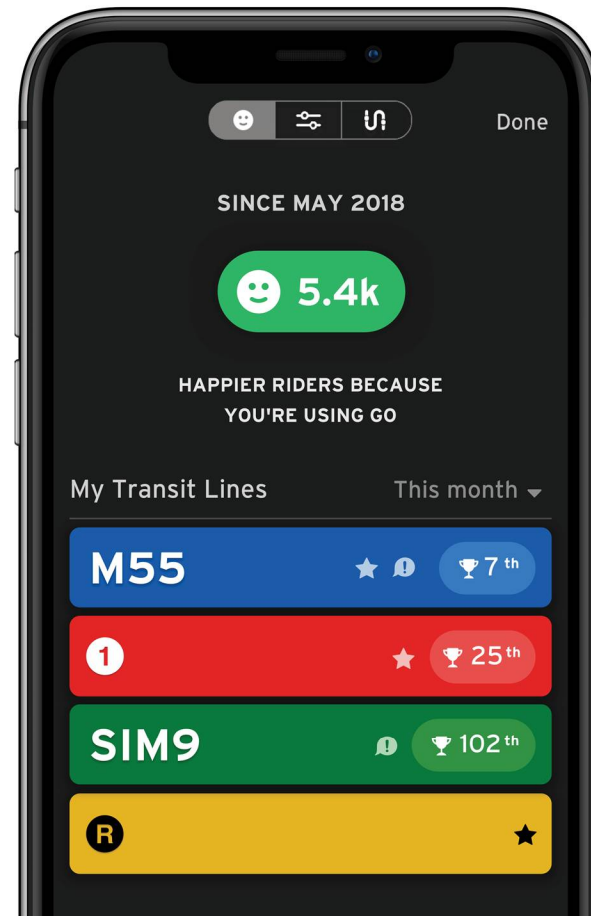 Done
SINCE MAY 2018
5.4k
HAPPIER RIDERS BECAUSE
YOU'RE USING GO
My Transit Lines This month
M55 7th
1 25th
SIM9 102th
R